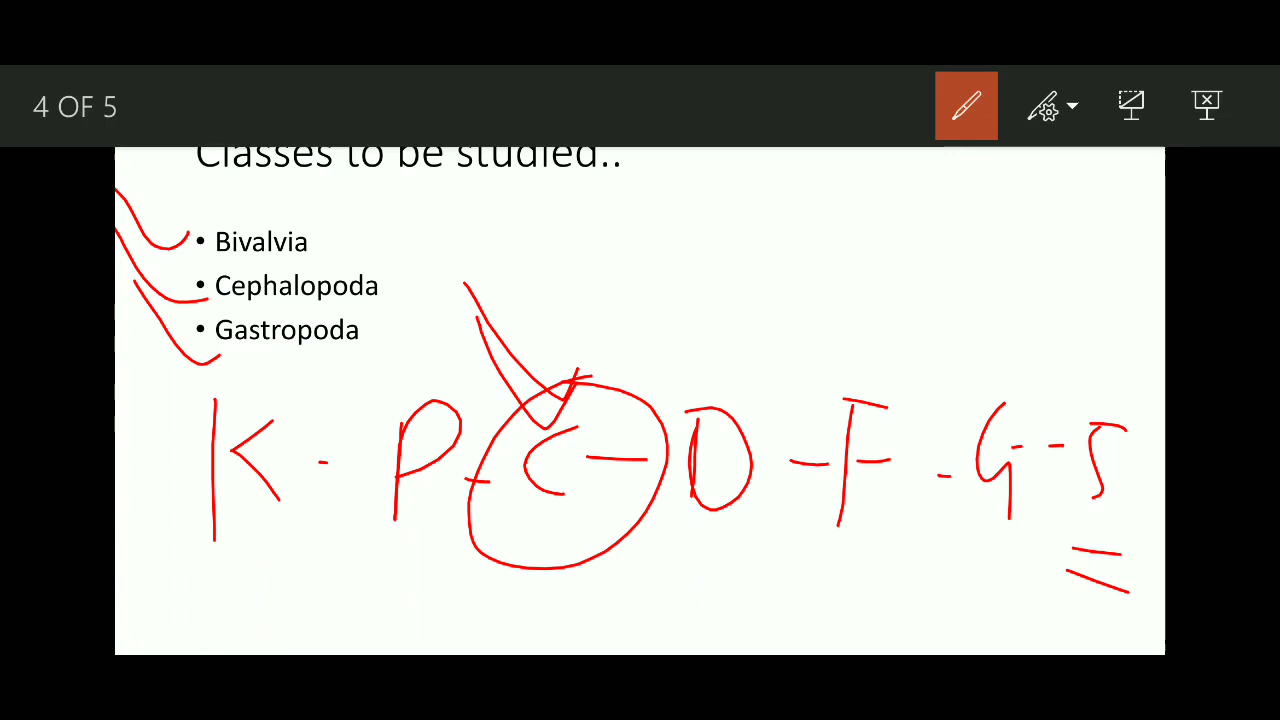 4 OF 5
Classes to be studied..
• Bivalvia
• Cephalopoda
• Gastropoda
K - P - C - D - F - G - S